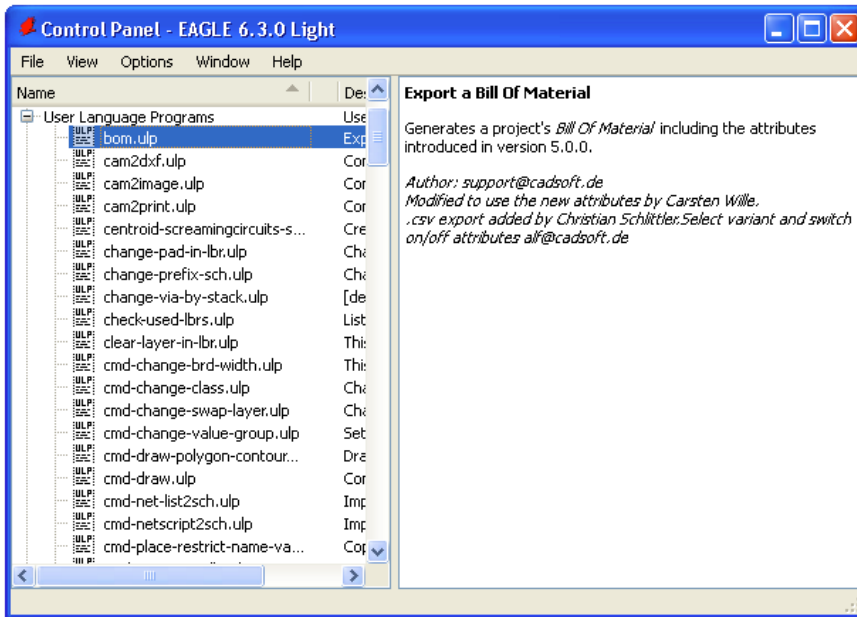 Control Panel - EAGLE 6.3.0 Light
File View Options Window Help
Name Des
User Language Programs Use
bom.ulp Exp
cam2dxf.ulp Cor
cam2image.ulp Cor
cam2print.ulp Cor
centroid-screamingcircuits-s... Cre
change-pad-in-lbr.ulp Cha
change-prefix-sch.ulp Cha
change-via-by-stack.ulp [de
check-used-lbrs.ulp List
clear-layer-in-lbr.ulp This
cmd-change-brd-width.ulp This
cmd-change-class.ulp Cha
cmd-change-swap-layer.ulp Cha
cmd-change-value-group.ulp Set
cmd-draw-polygon-contour... Dra
cmd-draw.ulp Cor
cmd-net-list2sch.ulp Imp
cmd-netscript2sch.ulp Imp
cmd-place-restrict-name-va... Cop
Export a Bill Of Material
Generates a project's Bill Of Material including the attributes
introduced in version 5.0.0.
Author: support@cadsoft.de
Modified to use the new attributes by Carsten Wille.
.csv export added by Christian Schlittler.Select variant and switch
on/off attributes alf@cadsoft.de